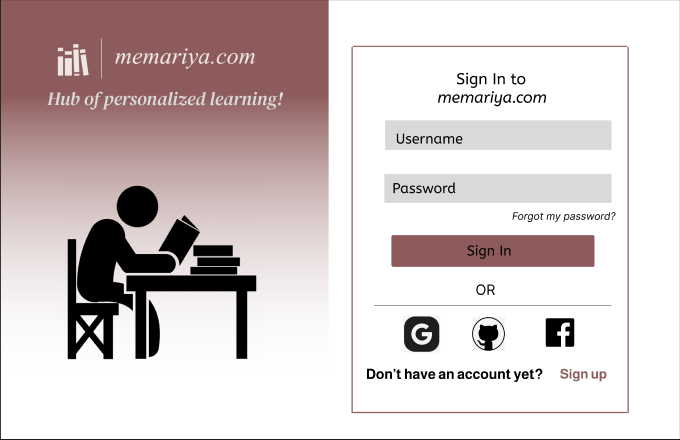 memariya.com
Hub of personalized learning!
Sign In to
memariya.com
Username
Password
Forgot my password?
Sign In
OR
G
Don't have an account yet? Sign up